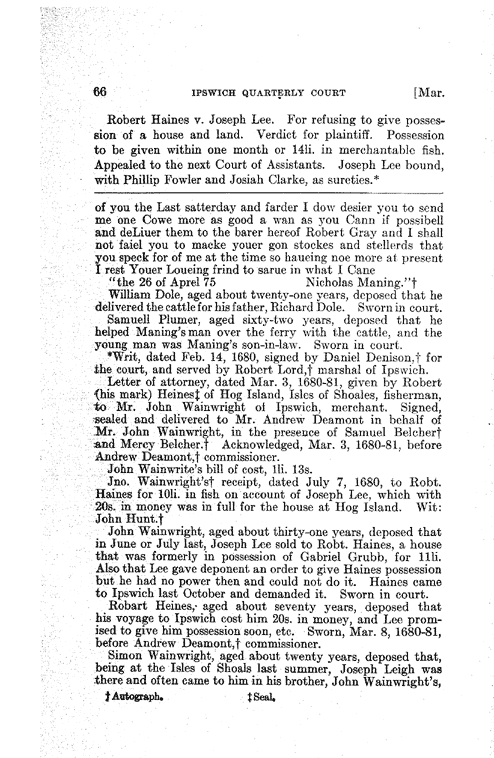 66 IPSWICH QUARTERLY COURT [Mar.
Robert Haines v. Joseph Lee. For refusing to give posses-
sion of a house and land. Verdict for plaintiff. Possession
to be given within one month or 14li. in merchantable fish.
Appealed to the next Court of Assistants. Joseph Lee bound,
with Phillip Fowler and Josiah Clarke, as sureties.*
of you the Last satterday and farder I dow desier you to send
me one Cowe more as good a wan as you Cann if possibell
and deLiuer them to the barer hereof Robert Gray and I shall
not faiel you to macke youer gon stockes and stellerds that
you speck for of me at the time so haueing noe more at present
I rest Youer Loueing frind to sarue in what I Cane
"the 26 of Aprel 75 Nicholas Maning."†
William Dole, aged about twenty-one years, deposed that he
delivered the cattle for his father, Richard Dole. Sworn in court.
Samuell Plumer, aged sixty-two years, deposed that he
helped Maning's man over the ferry with the cattle, and the
young man was Maning's son-in-law. Sworn in court.
*Writ, dated Feb. 14, 1680, signed by Daniel Denison,† for
the court, and served by Robert Lord,† marshal of Ipswich.
Letter of attorney, dated Mar. 3, 1680-81, given by Robert
(his mark) Heines‡ of Hog Island, Isles of Shoales, fisherman,
to Mr. John Wainwright of Ipswich, merchant. Signed,
sealed and delivered to Mr. Andrew Deamont in behalf of
Mr. John Wainwright, in the presence of Samuel Belcher†
and Mercy Belcher.† Acknowledged, Mar. 3, 1680-81, before
Andrew Deamont,† commissioner.
John Wainwrite's bill of cost, 1li. 13s.
Jno. Wainwright's† receipt, dated July 7, 1680, to Robt.
Haines for 10li. in fish on account of Joseph Lee, which with
20s. in money was in full for the house at Hog Island. Wit:
John Hunt.†
John Wainwright, aged about thirty-one years, deposed that
in June or July last, Joseph Lee sold to Robt. Haines, a house
that was formerly in possession of Gabriel Grubb, for 11li.
Also that Lee gave deponent an order to give Haines possession
but he had no power then and could not do it. Haines came
to Ipswich last October and demanded it. Sworn in court.
Robart Heines, aged about seventy years, deposed that
his voyage to Ipswich cost him 20s. in money, and Lee prom-
ised to give him possession soon, etc. Sworn, Mar. 8, 1680-81,
before Andrew Deamont,† commissioner.
Simon Wainwright, aged about twenty years, deposed that,
being at the Isles of Shoals last summer, Joseph Leigh was
there and often came to him in his brother, John Wainwright's,
† Autograph. ‡ Seal.